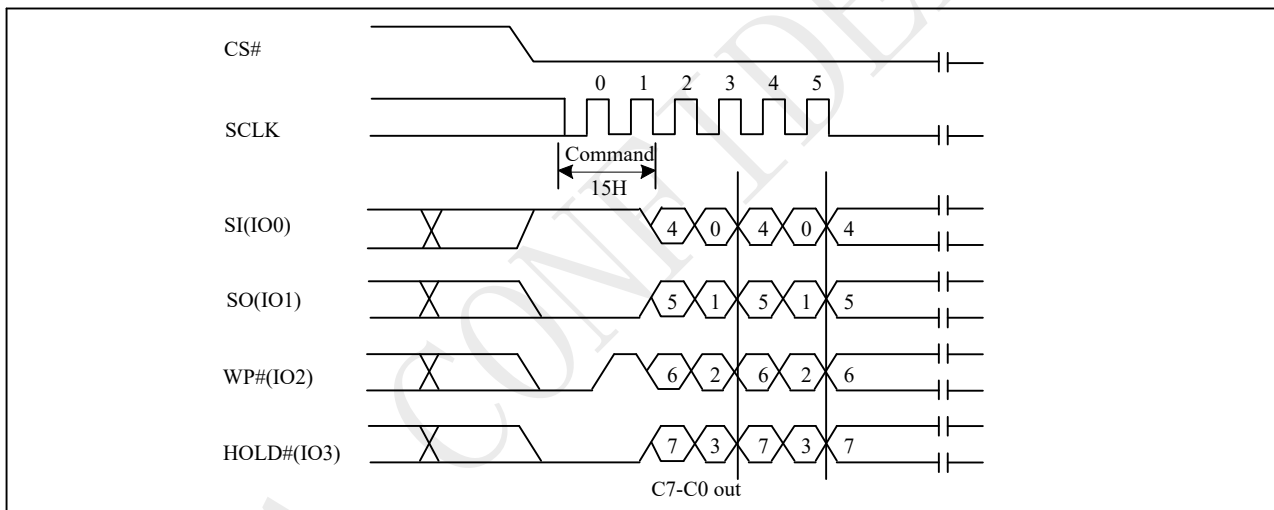 CS#
0 1 2 3 4 5
SCLK
Command
15H
SI(IO0) 4 0 4 0 4
SO(IO1) 5 1 5 1 5
WP#(IO2) 6 2 6 2 6
HOLD#(IO3) 7 3 7 3 7
C7-C0 out